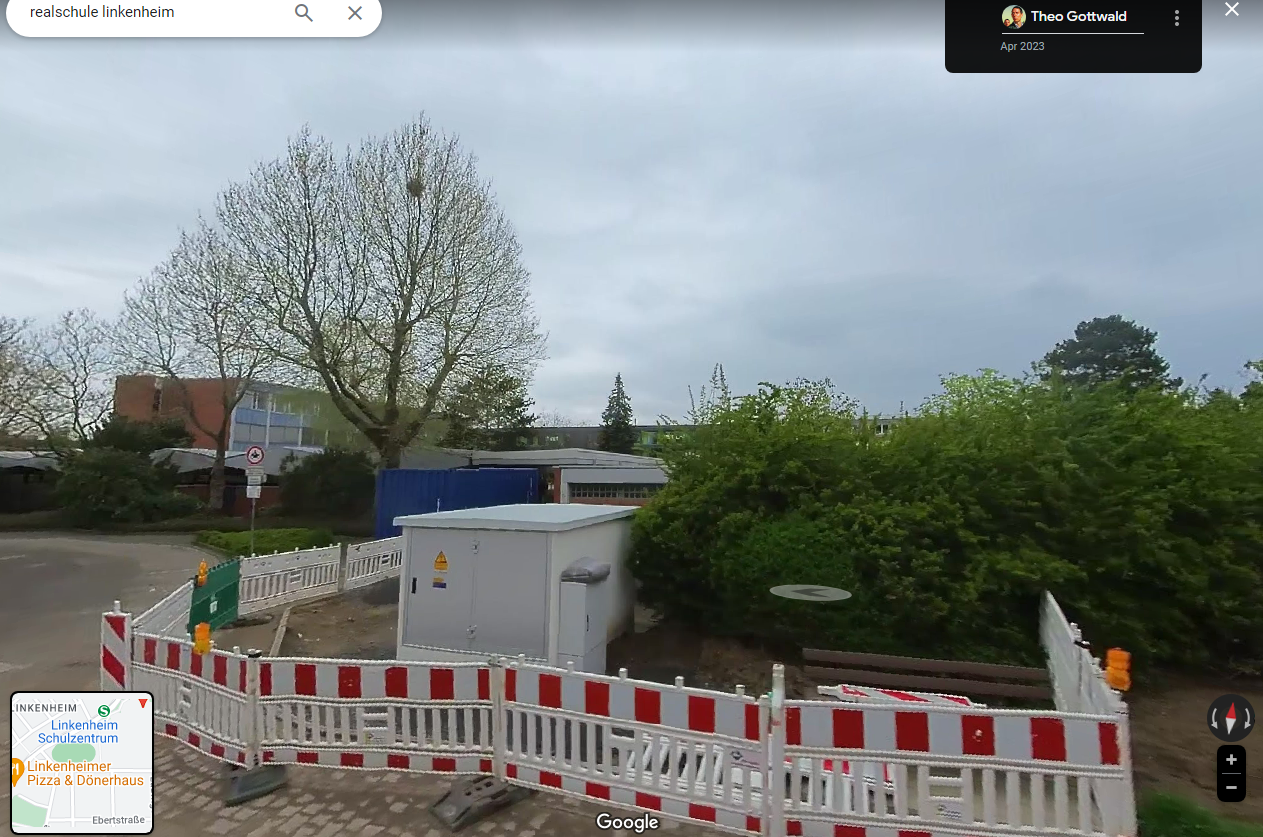 realschule linkenheim
Theo Gottwald
Apr 2023
LINKENHEIM
Linkenheim
Schulzentrum
Linkenheimer
Pizza & Dönerhaus
Ebertstraße
Google